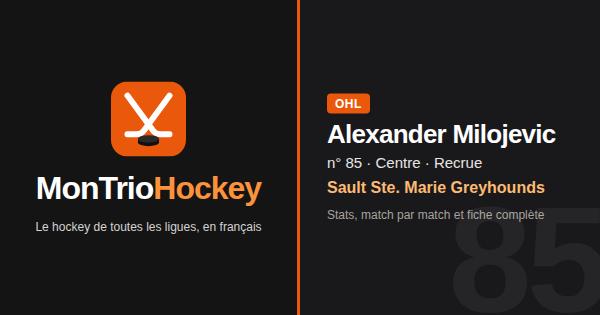 MonTrioHockey
Le hockey de toutes les ligues, en français
OHL
Alexander Milojevic
n° 85 · Centre · Recrue
Sault Ste. Marie Greyhounds
Stats, match par match et fiche complète
85